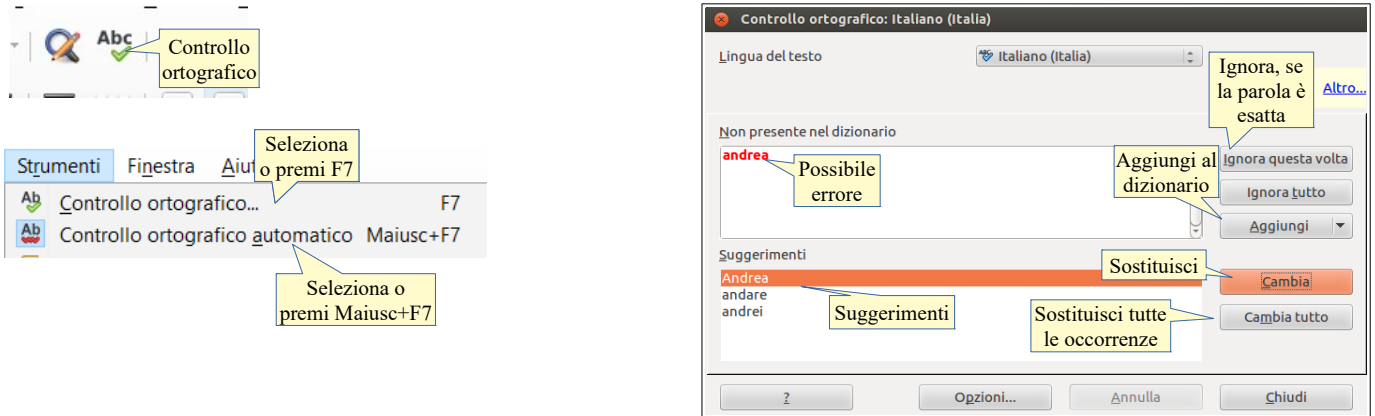 Abc
Controllo
ortografico
Seleziona
o premi F7
Strumenti Finestra Aiut
Controllo ortografico... F7
Controllo ortografico automatico Maiusc+F7
Seleziona o
premi Maiusc+F7
Controllo ortografico: Italiano (Italia)
Lingua del testo
Italiano (Italia)
Ignora, se
la parola è
esatta
Altro...
Non presente nel dizionario
andrea
Possibile
errore
Aggiungi al
dizionario
Ignora questa volta
Ignora tutto
Aggiungi
Suggerimenti
Andrea
andare
andrei
Suggerimenti
Sostituisci
Cambia
Sostituisci tutte
le occorrenze
Cambia tutto
? Opzioni... Annulla Chiudi